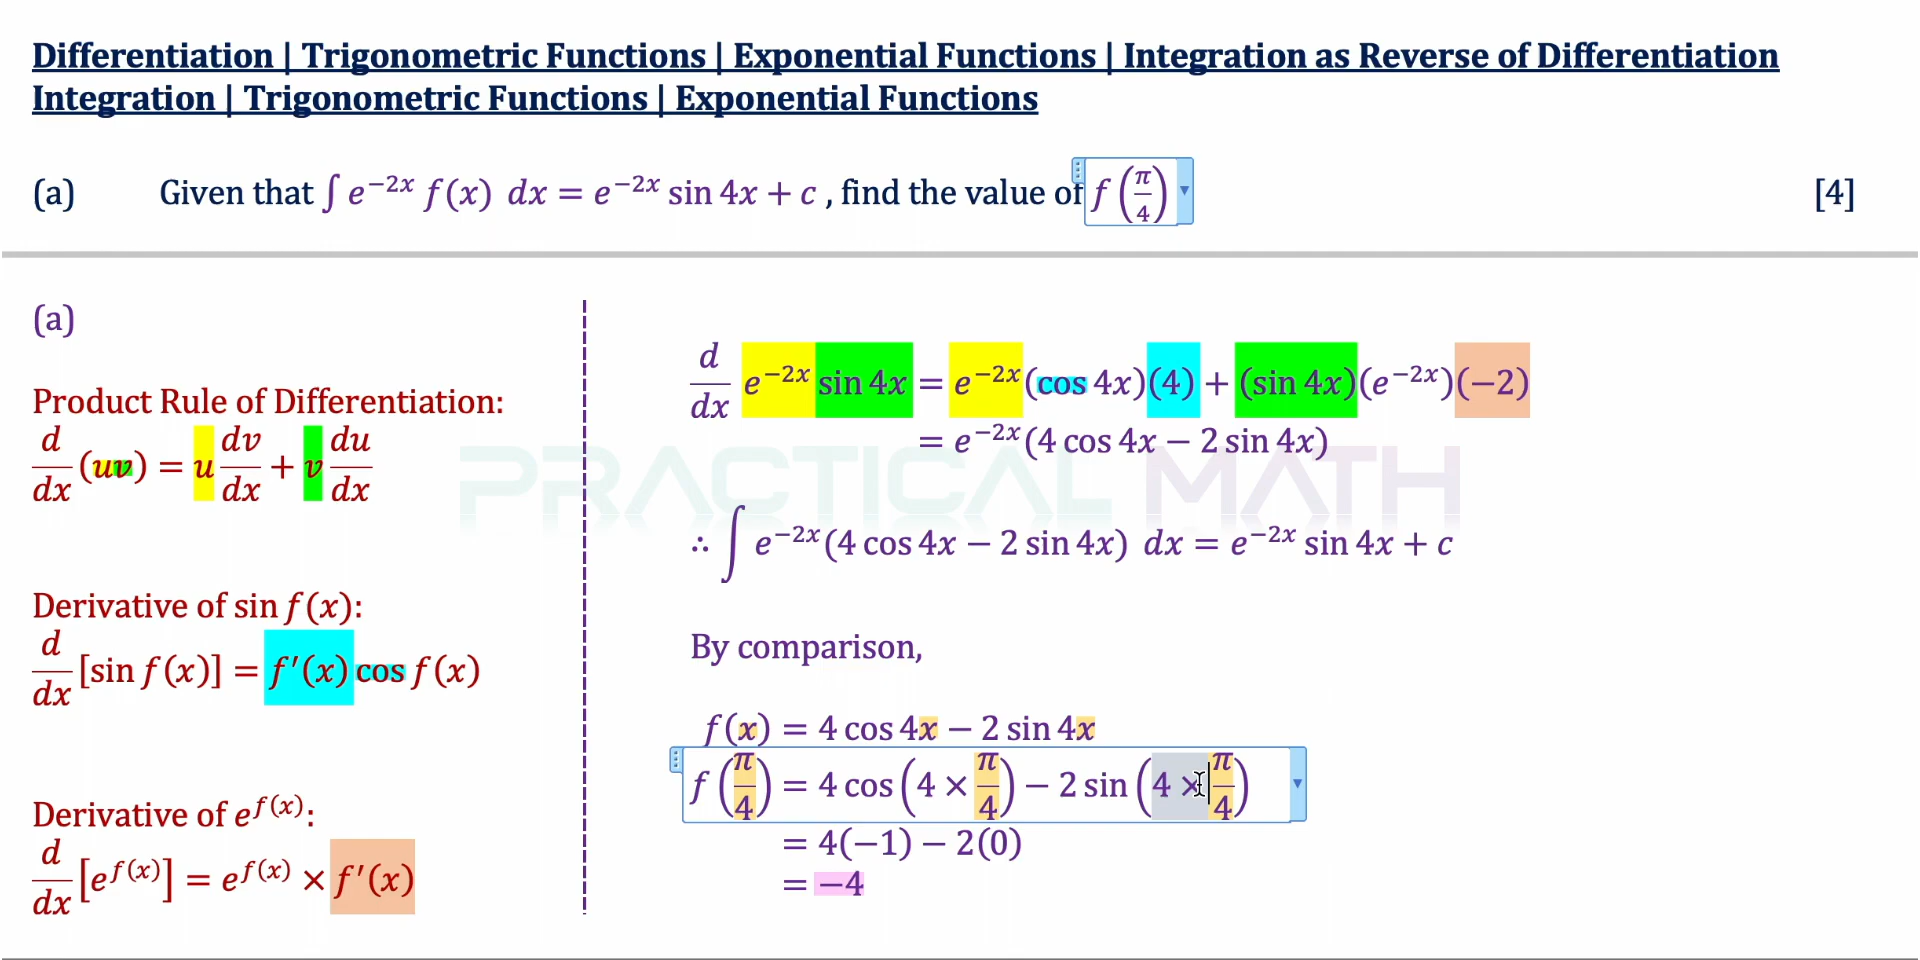 Differentiation | Trigonometric Functions | Exponential Functions | Integration as Reverse of Differentiation
Integration | Trigonometric Functions | Exponential Functions
(a) Given that ∫ e^{−2x} f(x) dx = e^{−2x} sin 4x + c , find the value of f(π/4) [4]
(a)
Product Rule of Differentiation:
d/dx (uv) = u dv/dx + v du/dx
Derivative of sin f(x):
d/dx [sin f(x)] = f′(x) cos f(x)
Derivative of e^{f(x)}:
d/dx [e^{f(x)}] = e^{f(x)} × f′(x)
d/dx e^{−2x} sin 4x = e^{−2x}(cos 4x)(4) + (sin 4x)(e^{−2x})(−2)
= e^{−2x}(4 cos 4x − 2 sin 4x)
∴ ∫ e^{−2x}(4 cos 4x − 2 sin 4x) dx = e^{−2x} sin 4x + c
By comparison,
f(x) = 4 cos 4x − 2 sin 4x
f(π/4) = 4 cos (4 × π/4) − 2 sin (4 × π/4)
= 4(−1) − 2(0)
= −4
PRACTICAL MATH